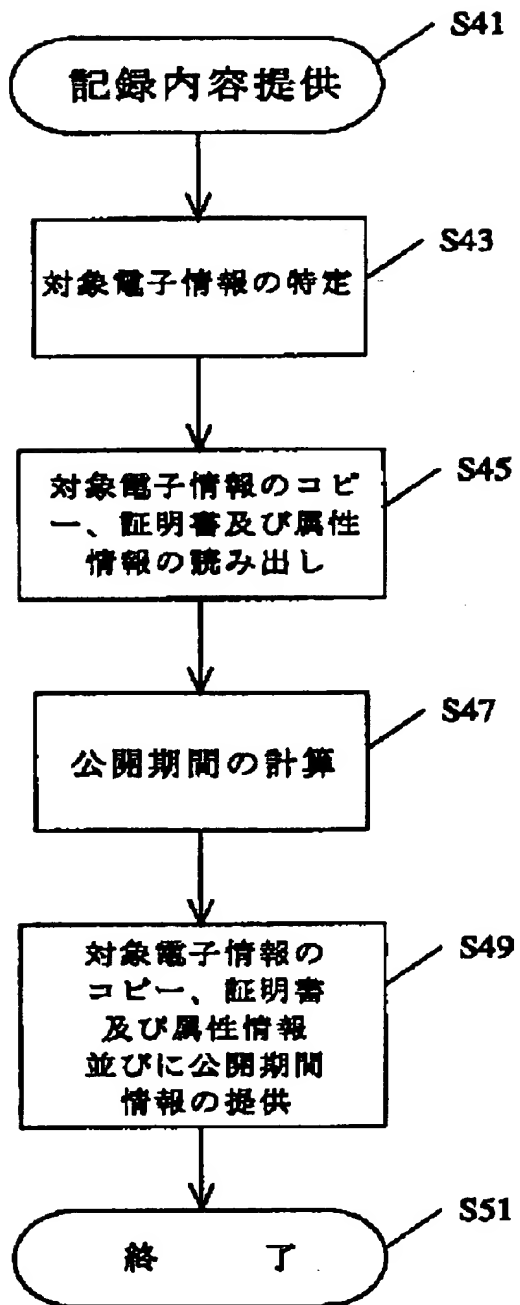 S41
記録内容提供
S43
対象電子情報の特定
S45
対象電子情報のコピ
ー、証明書及び属性
情報の読み出し
S47
公開期間の計算
S49
対象電子情報の
コピー、証明書
及び属性情報
並びに公開期間
情報の提供
S51
終 了